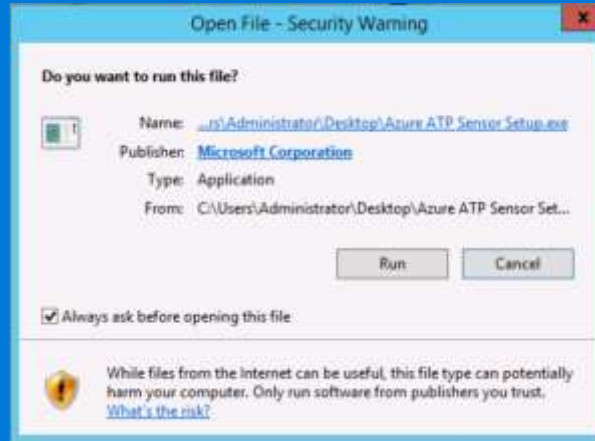 Open File - Security Warning
x
Do you want to run this file?
Name: ...rs\Administrator\Desktop\Azure ATP Sensor Setup.exe
Publisher: Microsoft Corporation
Type: Application
From: C:\Users\Administrator\Desktop\Azure ATP Sensor Set...
Run Cancel
Always ask before opening this file
While files from the Internet can be useful, this file type can potentially
harm your computer. Only run software from publishers you trust.
What's the risk?